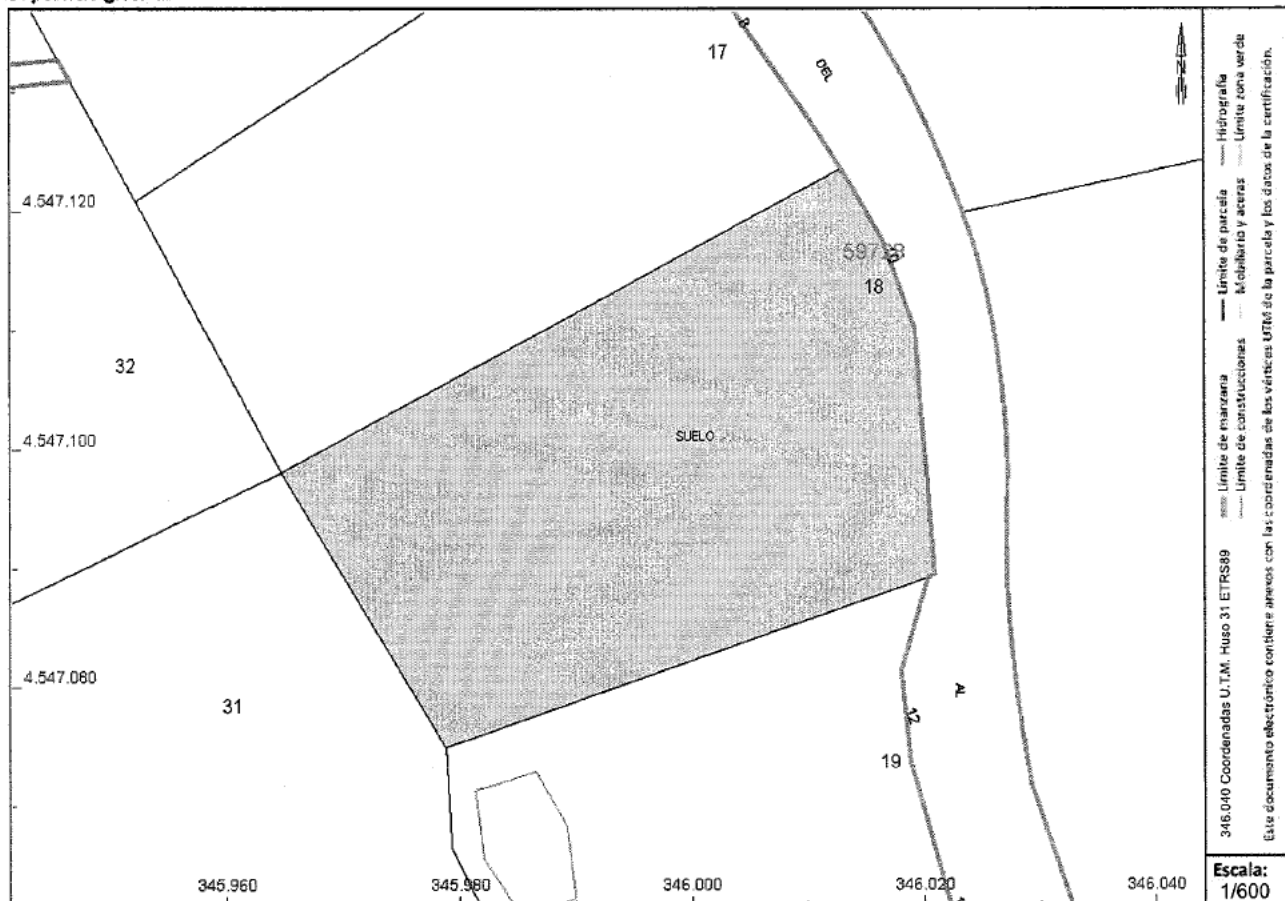 8
17
DEL
4.547.120
18
32
4.547.100
SUELO
4.547.080
31
AL
12
19
345.960
345.980
346.000
346.020
346.040
346.040 Coordenadas U.T.M. Huso 31 ETRS89
Límite de manzana
Límite de parcela
Hidrografía
Límite de construcciones
Mobiliario y aceras
Límite zona verde
Este documento electrónico contiene anexos con las coordenadas de los vértices UTM de la parcela y los datos de la certificación.
Escala:
1/600